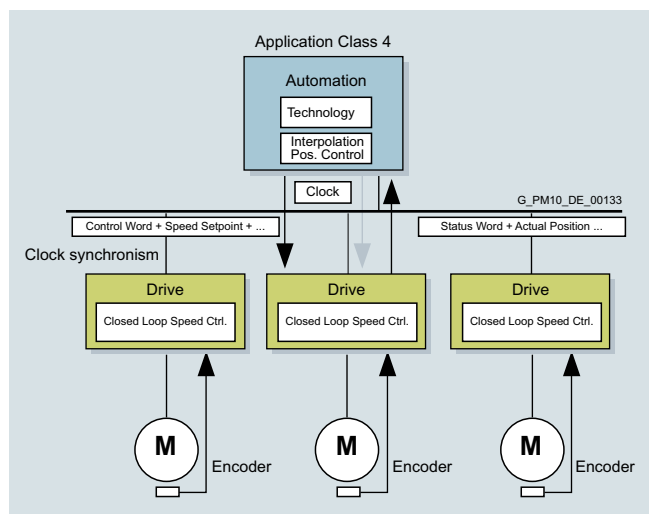 Application Class 4
Automation
Technology
Interpolation
Pos. Control
Clock
G_PM10_DE_00133
Control Word + Speed Setpoint + ...
Status Word + Actual Position ...
Clock synchronism
Drive
Drive
Drive
Closed Loop Speed Ctrl.
Closed Loop Speed Ctrl.
Closed Loop Speed Ctrl.
M
M
M
Encoder
Encoder
Encoder